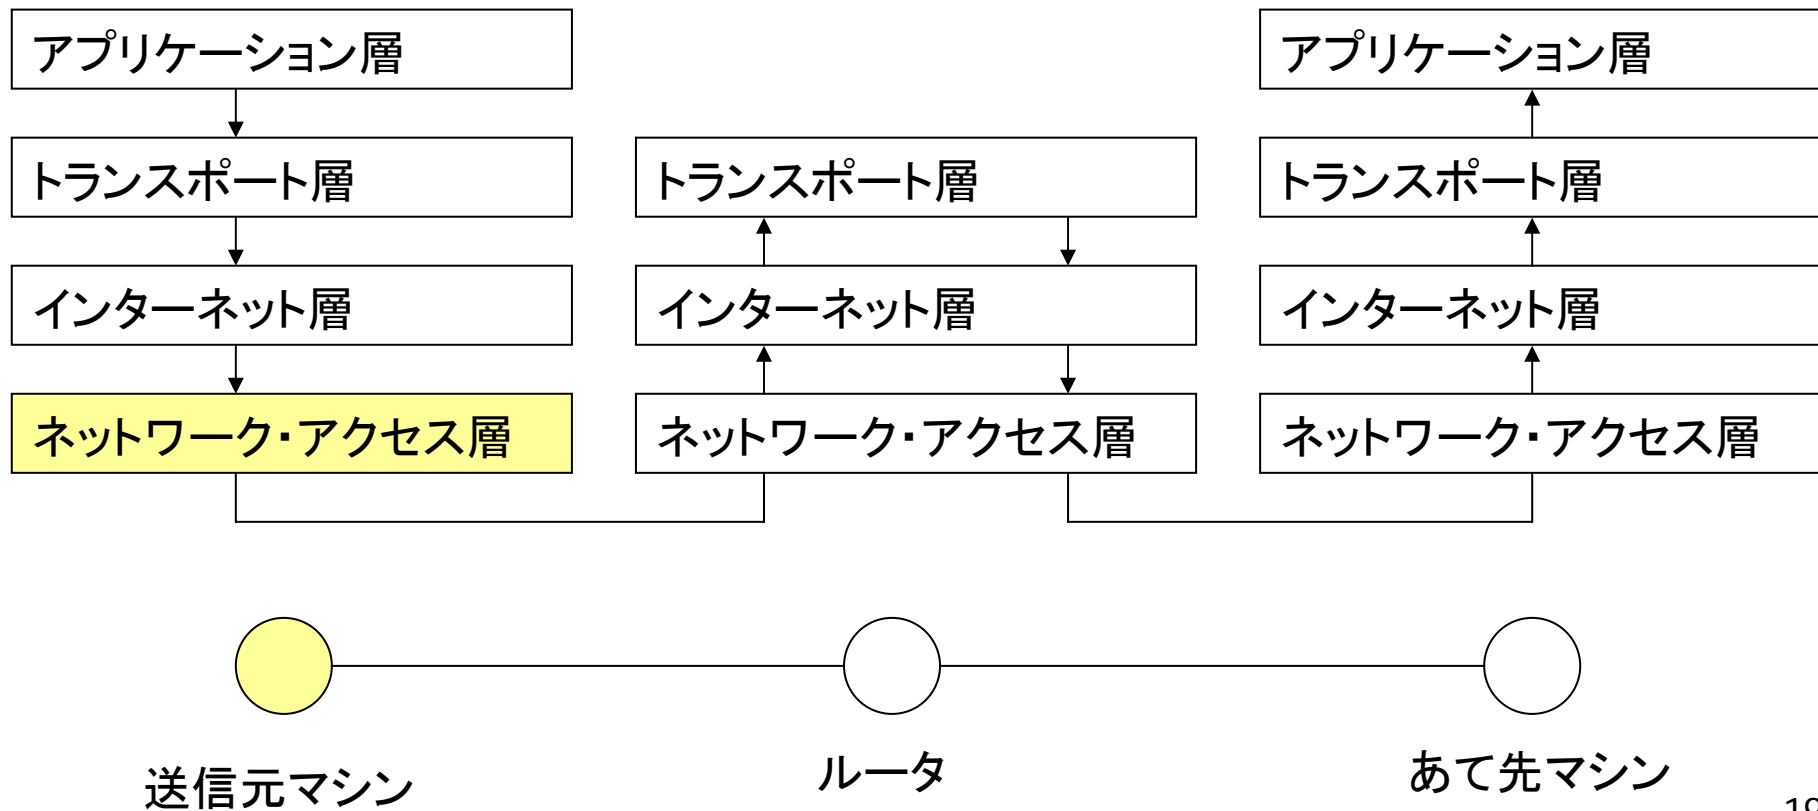 アプリケーション層
トランスポート層
インターネット層
ネットワーク・アクセス層
トランスポート層
インターネット層
ネットワーク・アクセス層
アプリケーション層
トランスポート層
インターネット層
ネットワーク・アクセス層
送信元マシン
ルータ
あて先マシン